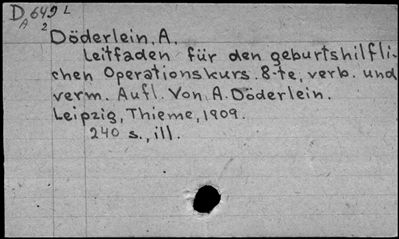 D 649 L
A 2
Döderlein, A.
Leitfaden für den geburtshilfli-
chen Operationskurs. 8-te, verb. und
verm. Aufl. Von A. Döderlein.
Leipzig, Thieme, 1909.
240 s., ill.